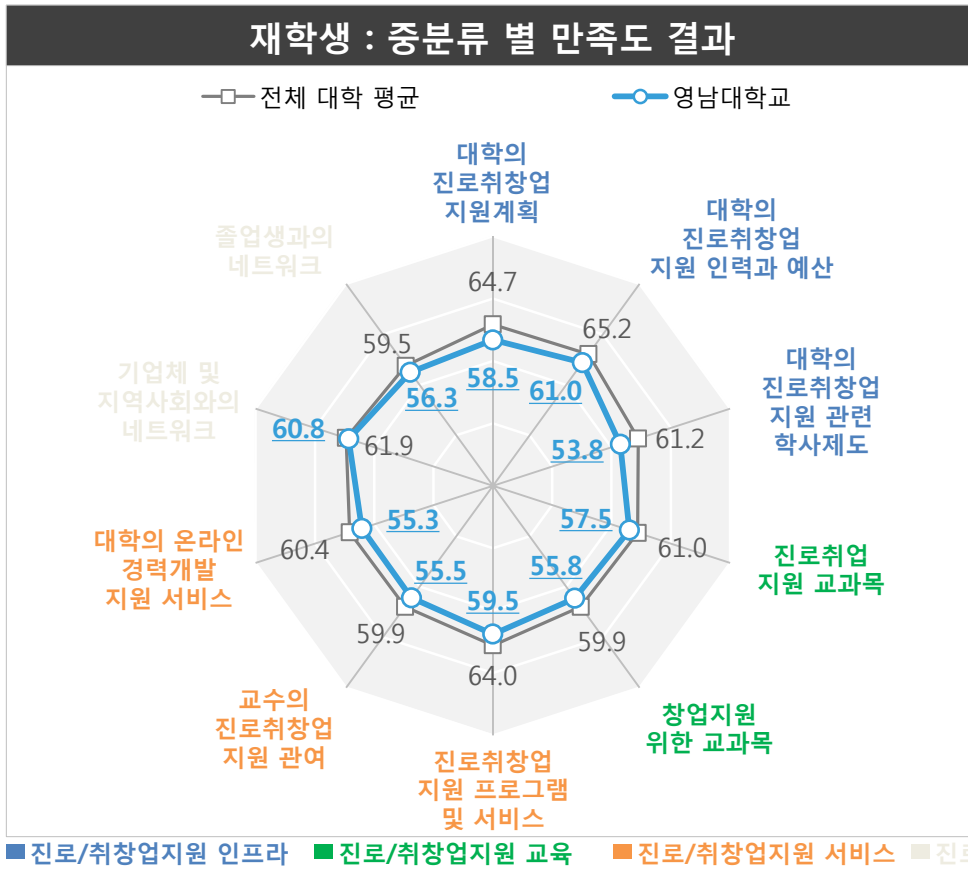 재학생 : 중분류 별 만족도 결과
전체 대학 평균
영남대학교
대학의
진로취창업
지원계획
대학의
진로취창업
지원 인력과 예산
대학의
진로취창업
지원 관련
학사제도
진로취업
지원 교과목
창업지원
위한 교과목
진로취창업
지원 프로그램
및 서비스
교수의
진로취창업
지원 관여
대학의 온라인
경력개발
지원 서비스
기업체 및
지역사회와의
네트워크
졸업생과의
네트워크
64.7
65.2
61.2
61.0
59.9
64.0
59.9
60.4
61.9
59.5
58.5
61.0
53.8
57.5
55.8
59.5
55.5
55.3
60.8
56.3
진로/취창업지원 인프라
진로/취창업지원 교육
진로/취창업지원 서비스